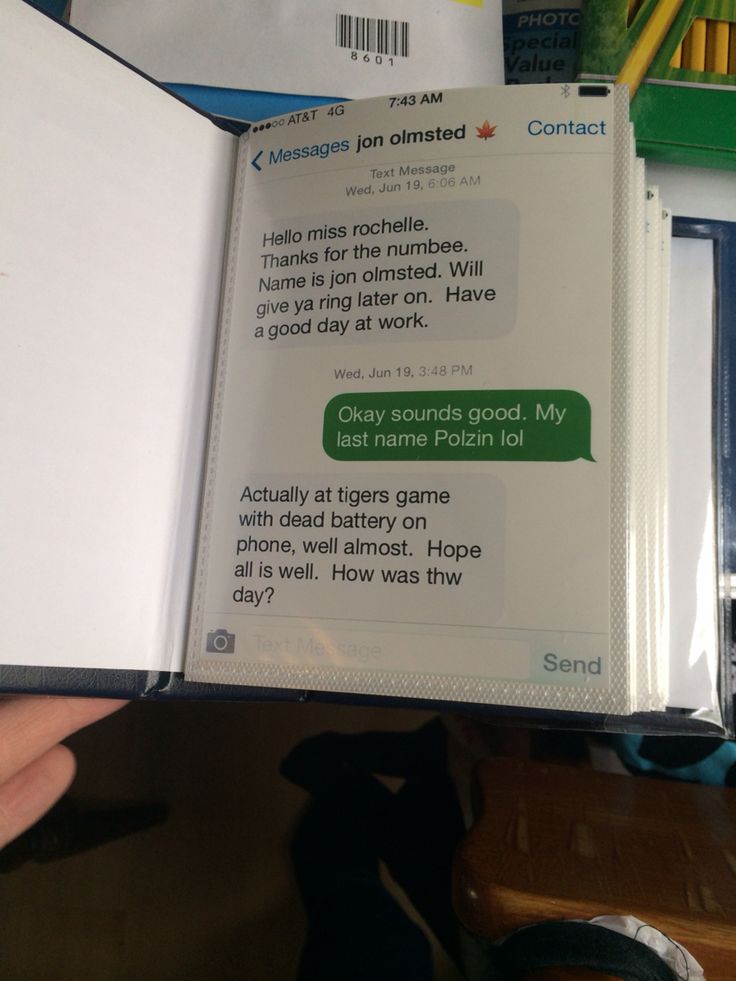 8601
PHOTO
Special
Value
AT&T 4G
7:43 AM
Messages jon olmsted 🍁 Contact
Text Message
Wed, Jun 19, 6:06 AM
Hello miss rochelle.
Thanks for the numbee.
Name is jon olmsted. Will
give ya ring later on. Have
a good day at work.
Wed, Jun 19, 3:48 PM
Okay sounds good. My
last name Polzin lol
Actually at tigers game
with dead battery on
phone, well almost. Hope
all is well. How was thw
day?
Text Message
Send